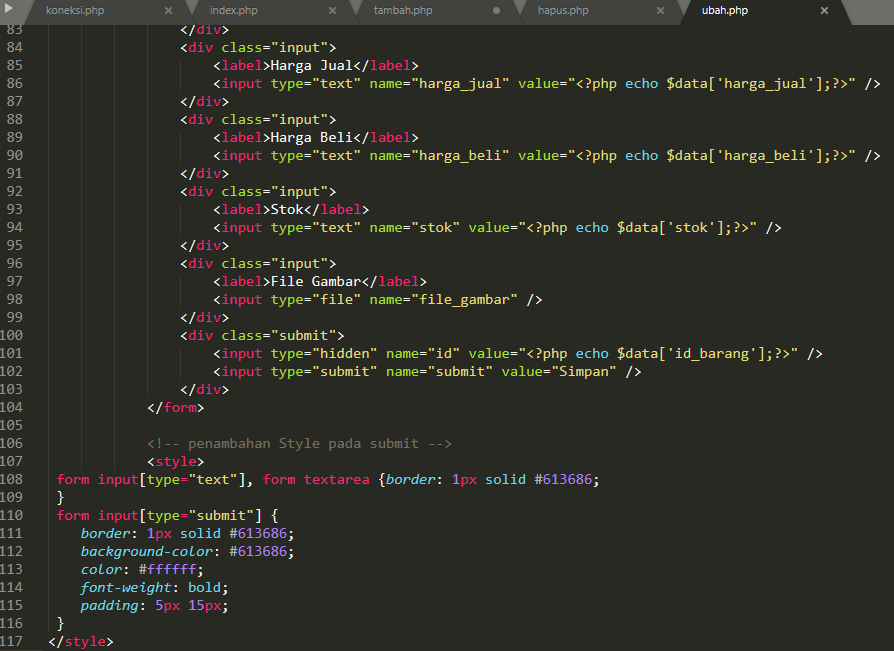 koneksi.php × index.php × tambah.php hapus.php × ubah.php ×
83 </div>
84 <div class="input">
85 <label>Harga Jual</label>
86 <input type="text" name="harga_jual" value="<?php echo $data['harga_jual'];?>" />
87 </div>
88 <div class="input">
89 <label>Harga Beli</label>
90 <input type="text" name="harga_beli" value="<?php echo $data['harga_beli'];?>" />
91 </div>
92 <div class="input">
93 <label>Stok</label>
94 <input type="text" name="stok" value="<?php echo $data['stok'];?>" />
95 </div>
96 <div class="input">
97 <label>File Gambar</label>
98 <input type="file" name="file_gambar" />
99 </div>
100 <div class="submit">
101 <input type="hidden" name="id" value="<?php echo $data['id_barang'];?>" />
102 <input type="submit" name="submit" value="Simpan" />
103 </div>
104 </form>
105
106 <!-- penambahan Style pada submit -->
107 <style>
108 form input[type="text"], form textarea {border: 1px solid #613686;
109 }
110 form input[type="submit"] {
111 border: 1px solid #613686;
112 background-color: #613686;
113 color: #ffffff;
114 font-weight: bold;
115 padding: 5px 15px;
116 }
117 </style>